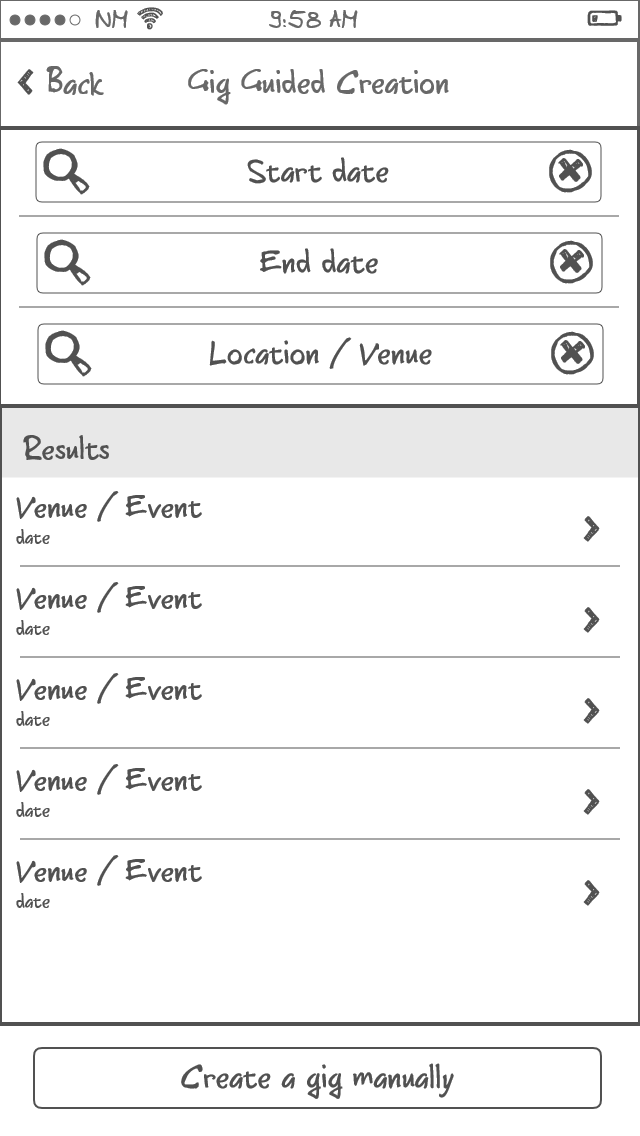 NM 9:58 AM
Back Gig Guided Creation
Start date
End date
Location / Venue
Results
Venue / Event
date
Venue / Event
date
Venue / Event
date
Venue / Event
date
Venue / Event
date
Create a gig manually